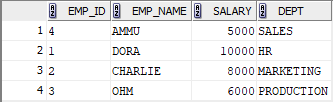 EMP_ID EMP_NAME SALARY DEPT
1 4 AMMU 5000 SALES
2 1 DORA 10000 HR
3 2 CHARLIE 8000 MARKETING
4 3 OHM 6000 PRODUCTION